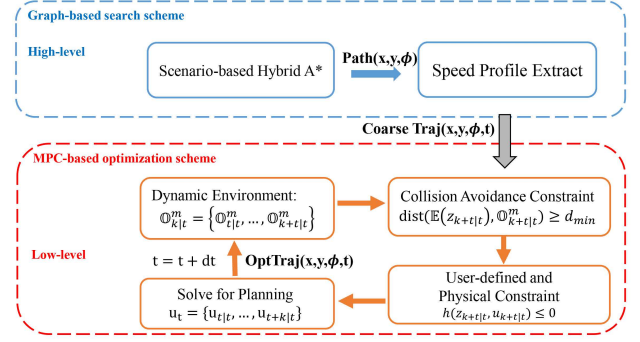 Graph-based search scheme
High-level
Scenario-based Hybrid A*
Path(x,y,ϕ)
Speed Profile Extract
Coarse Traj(x,y,ϕ,t)
MPC-based optimization scheme
Dynamic Environment:
𝕆^m_{k|t} = {𝕆^m_{t|t}, … , 𝕆^m_{k+t|t}}
Collision Avoidance Constraint
dist(𝔼(z_{k+t|t}), 𝕆^m_{k+t|t}) ≥ d_{min}
Low-level
t = t + dt
OptTraj(x,y,ϕ,t)
Solve for Planning
u_t = {u_{t|t}, … , u_{t+k|t}}
User-defined and
Physical Constraint
h(z_{k+t|t}, u_{k+t|t}) ≤ 0